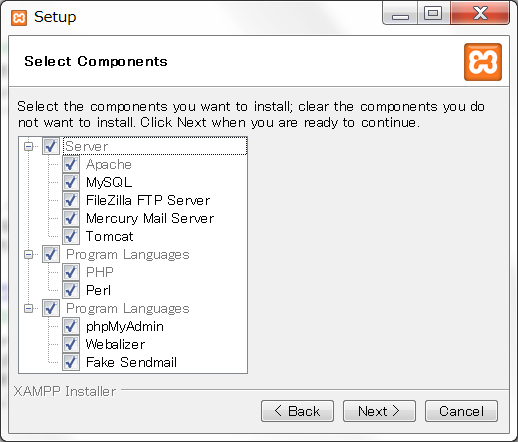 Setup
Select Components
Select the components you want to install; clear the components you do
not want to install. Click Next when you are ready to continue.
Server
Apache
MySQL
FileZilla FTP Server
Mercury Mail Server
Tomcat
Program Languages
PHP
Perl
Program Languages
phpMyAdmin
Webalizer
Fake Sendmail
XAMPP Installer
< Back Next > Cancel